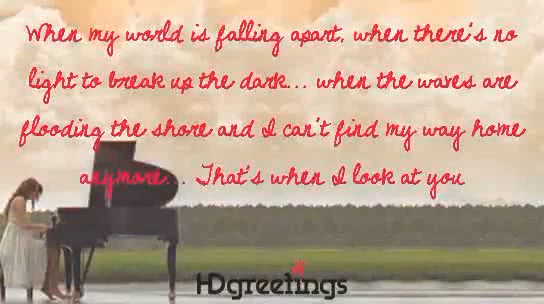 When my world is falling apart, when there's no
light to break up the dark... when the waves are
flooding the shore and I can't find my way home
anymore... That's when I look at you
HDgreetings